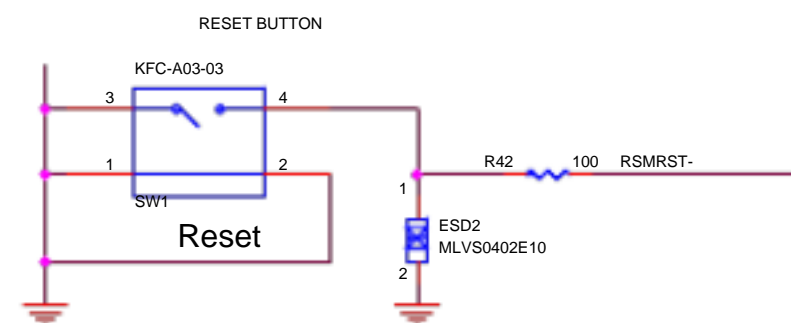 RESET BUTTON
KFC-A03-03
3 4
1 2
SW1
Reset
R42 100 RSMRST-
1
ESD2
MLVS0402E10
2